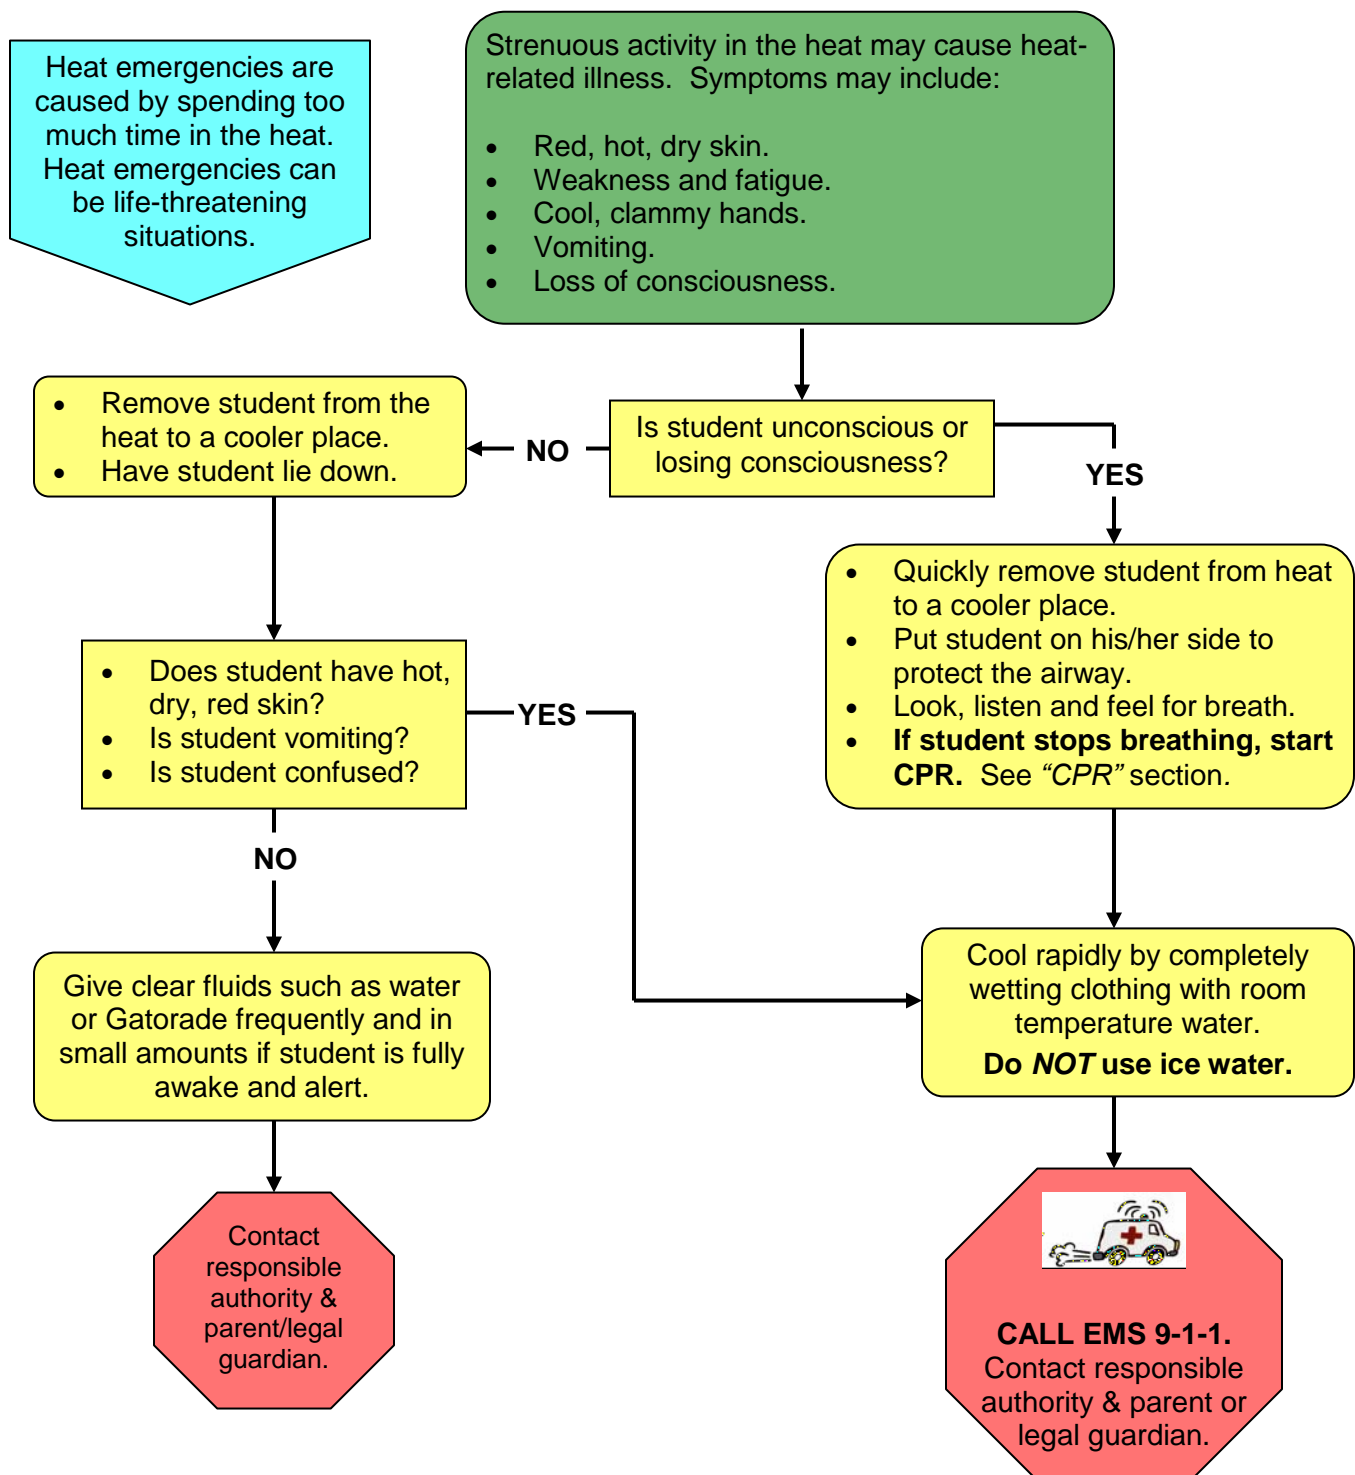 Heat emergencies are
caused by spending too
much time in the heat.
Heat emergencies can
be life-threatening
situations.
Strenuous activity in the heat may cause heat-
related illness.  Symptoms may include:
• Red, hot, dry skin.
• Weakness and fatigue.
• Cool, clammy hands.
• Vomiting.
• Loss of consciousness.
Is student unconscious or
losing consciousness?
NO
YES
• Remove student from the
heat to a cooler place.
• Have student lie down.
• Quickly remove student from heat
to a cooler place.
• Put student on his/her side to
protect the airway.
• Look, listen and feel for breath.
• If student stops breathing, start
CPR.  See “CPR” section.
• Does student have hot,
dry, red skin?
• Is student vomiting?
• Is student confused?
YES
NO
Give clear fluids such as water
or Gatorade frequently and in
small amounts if student is fully
awake and alert.
Cool rapidly by completely
wetting clothing with room
temperature water.
Do NOT use ice water.
Contact
responsible
authority &
parent/legal
guardian.
CALL EMS 9-1-1.
Contact responsible
authority & parent or
legal guardian.